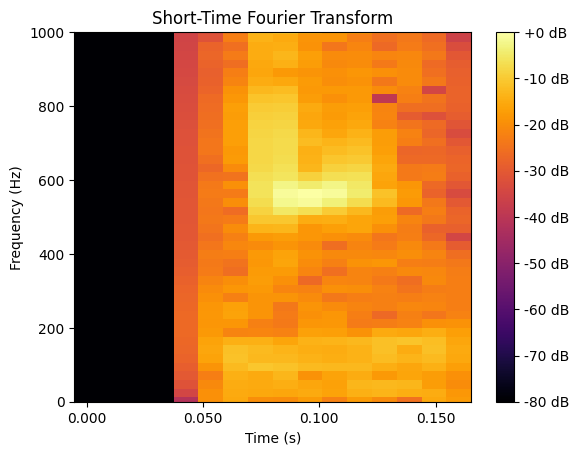 Short-Time Fourier Transform
Frequency (Hz)
1000
800
600
400
200
0
0.000
0.050
0.100
0.150
Time (s)
+0 dB
-10 dB
-20 dB
-30 dB
-40 dB
-50 dB
-60 dB
-70 dB
-80 dB